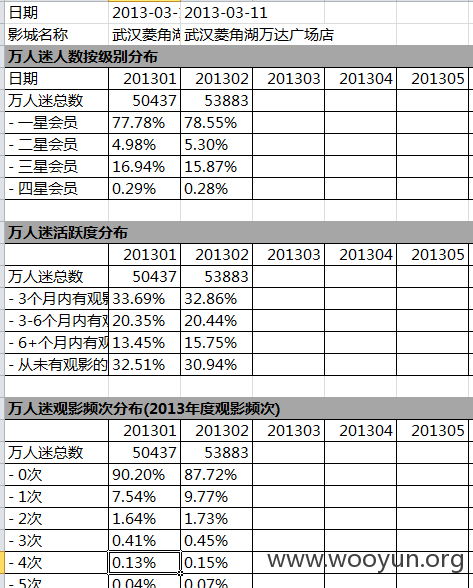 日期 2013-03- 2013-03-11
影城名称 武汉菱角湖 武汉菱角湖万达广场店
万人迷人数按级别分布
日期 201301 201302 201303 201304 201305
万人迷总数 50437 53883
- 一星会员 77.78% 78.55%
- 二星会员 4.98% 5.30%
- 三星会员 16.94% 15.87%
- 四星会员 0.29% 0.28%
万人迷活跃度分布
201301 201302 201303 201304 201305
万人迷总数 50437 53883
- 3个月内有观影 33.69% 32.86%
- 3-6个月内有观 20.35% 20.44%
- 6+个月内有观 13.45% 15.75%
- 从未有观影的 32.51% 30.94%
万人迷观影频次分布(2013年度观影频次)
201301 201302 201303 201304 201305
万人迷总数 50437 53883
- 0次 90.20% 87.72%
- 1次 7.54% 9.77%
- 2次 1.64% 1.73%
- 3次 0.41% 0.45%
- 4次 0.13% 0.15%
- 5次 0.04% 0.07%
www.wooyun.org